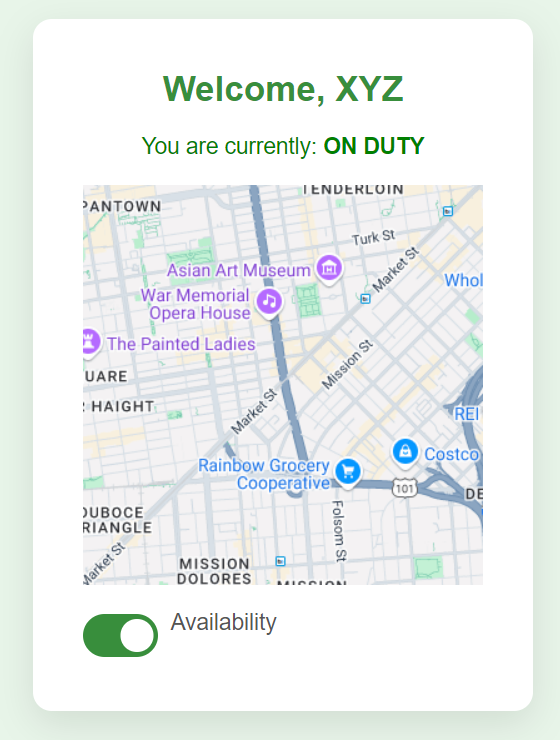 Welcome, XYZ
You are currently: ON DUTY
TENDERLOIN
PANTOWN
Turk St
Asian Art Museum
Market St
Whol
War Memorial
Opera House
The Painted Ladies
Mission St
UARE
R HAIGHT
Market St
REI
Costco
Rainbow Grocery
Cooperative
101
DE
OUBOCE
RIANGLE
Folsom St
Market St
MISSION
DOLORES
MISSION
Availability